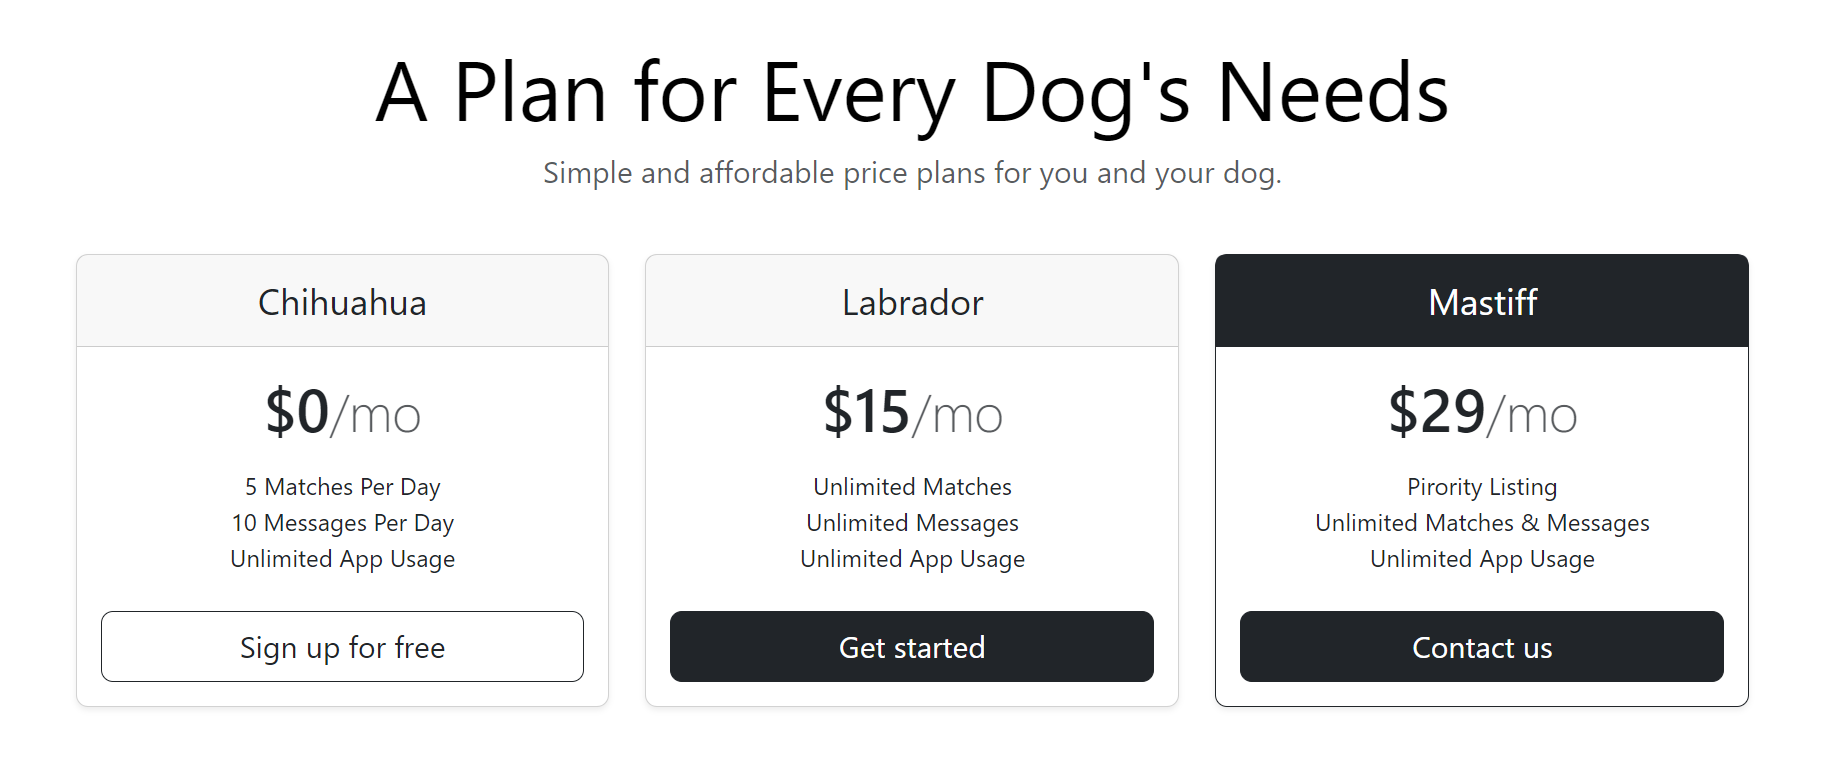 A Plan for Every Dog's Needs
Simple and affordable price plans for you and your dog.
Chihuahua
$0/mo
5 Matches Per Day
10 Messages Per Day
Unlimited App Usage
Sign up for free
Labrador
$15/mo
Unlimited Matches
Unlimited Messages
Unlimited App Usage
Get started
Mastiff
$29/mo
Pirority Listing
Unlimited Matches & Messages
Unlimited App Usage
Contact us